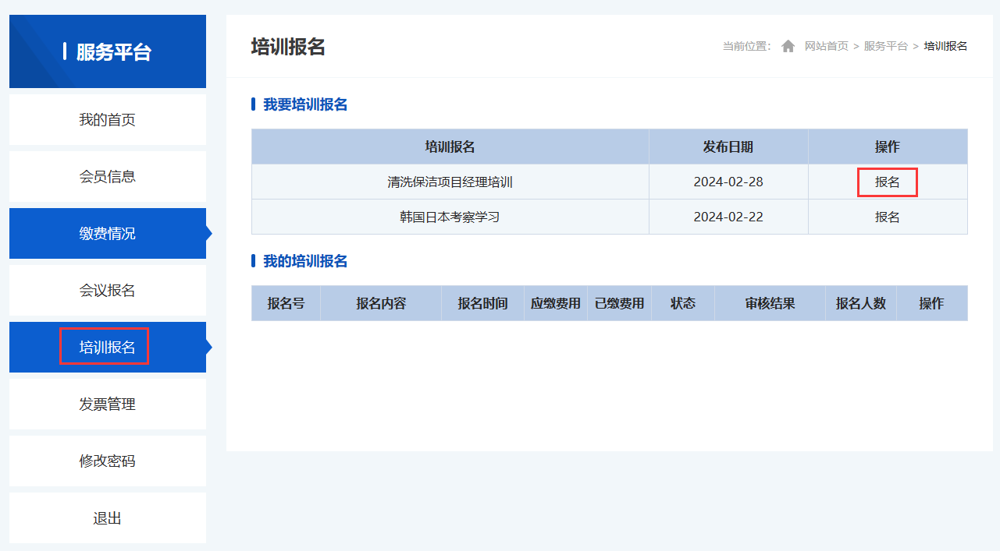 服务平台
我的首页
会员信息
缴费情况
会议报名
培训报名
发票管理
修改密码
退出
培训报名
当前位置： 网站首页 > 服务平台 > 培训报名
我要培训报名
培训报名 发布日期 操作
清洗保洁项目经理培训 2024-02-28 报名
韩国日本考察学习 2024-02-22 报名
我的培训报名
报名号 报名内容 报名时间 应缴费用 已缴费用 状态 审核结果 报名人数 操作